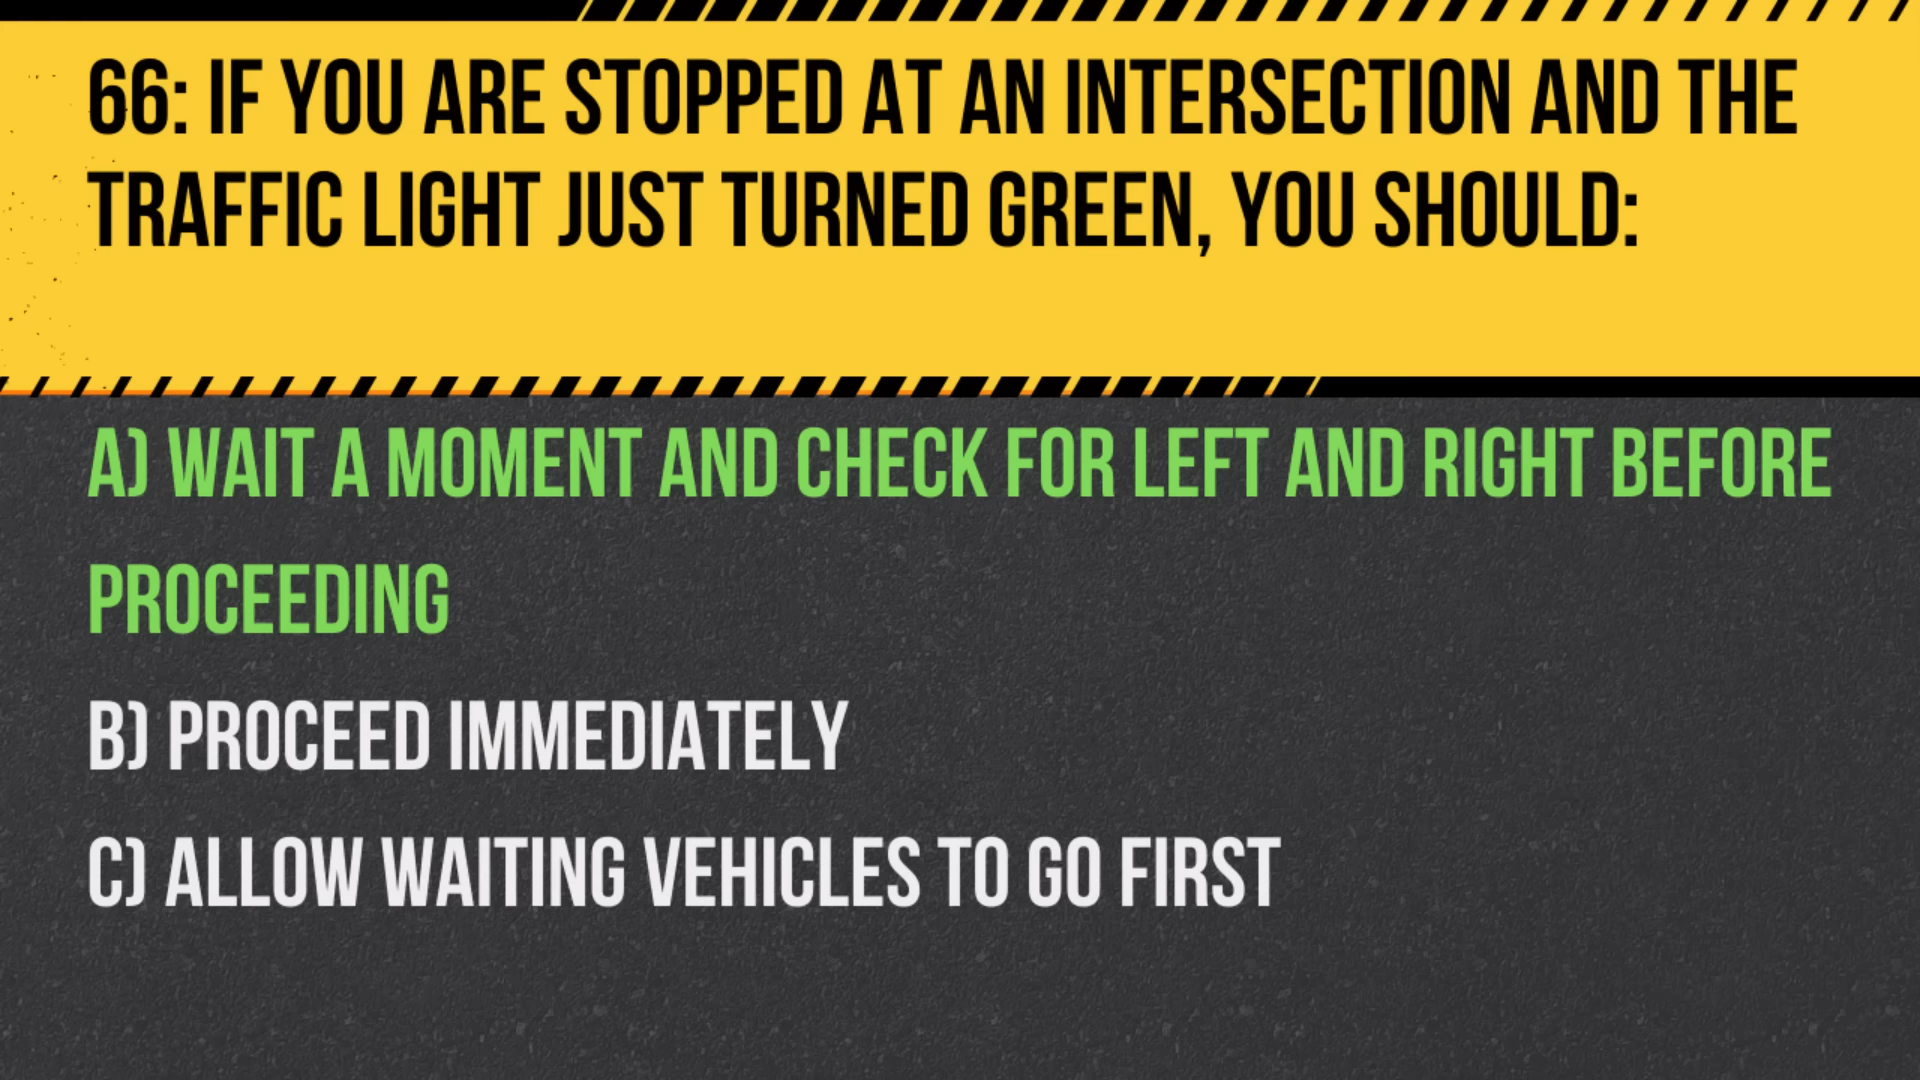 66: IF YOU ARE STOPPED AT AN INTERSECTION AND THE
TRAFFIC LIGHT JUST TURNED GREEN, YOU SHOULD:
A) WAIT A MOMENT AND CHECK FOR LEFT AND RIGHT BEFORE
PROCEEDING
B) PROCEED IMMEDIATELY
C) ALLOW WAITING VEHICLES TO GO FIRST